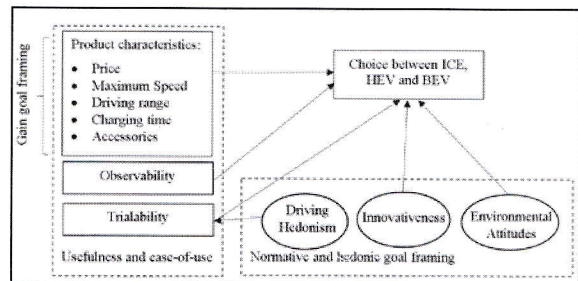 Gain goal framing
Product characteristics:
• Price
• Maximum Speed
• Driving range
• Charging time
• Accessories
Observability
Trialability
Usefulness and ease-of-use
Choice between ICE,
HEV and BEV
Driving
Hedonism
Innovativeness
Environmental
Attitudes
Normative and hedonic goal framing